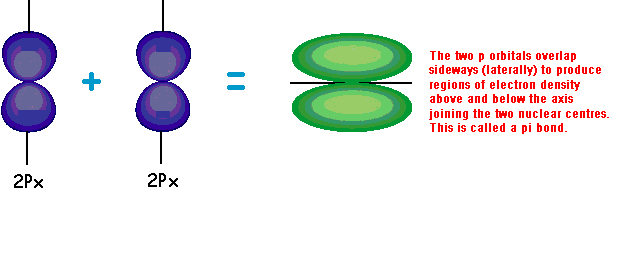 +
=
The two p orbitals overlap
sideways (laterally) to produce
regions of electron density
above and below the axis
joining the two nuclear centres.
This is called a pi bond.
2Px
2Px